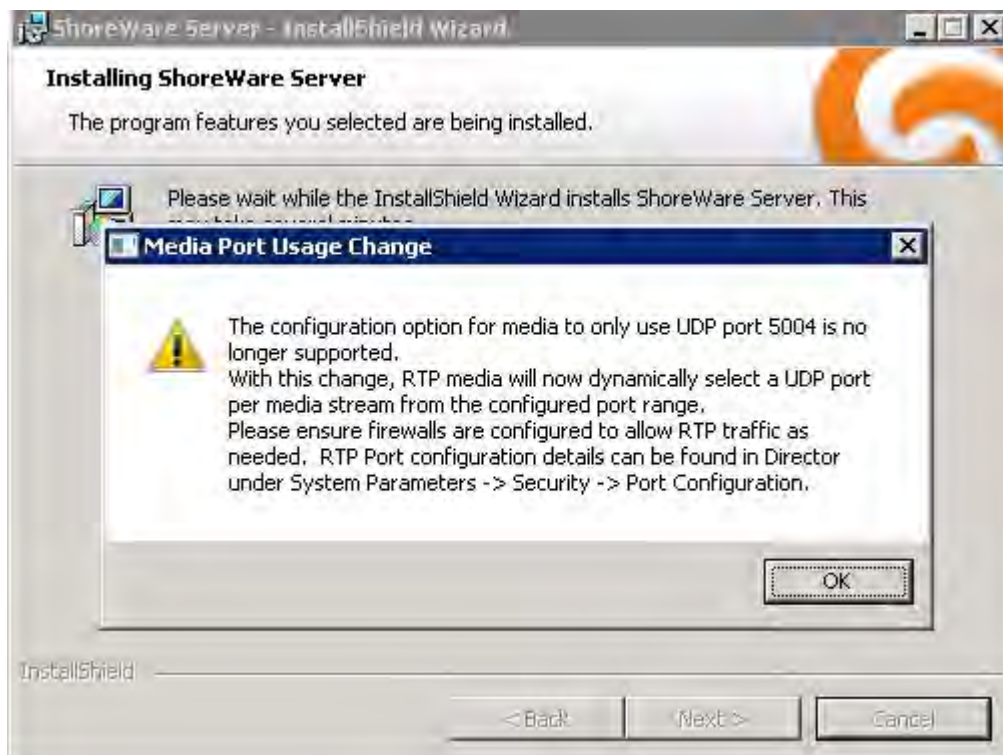 ShoreWare Server - InstallShield Wizard
Installing ShoreWare Server
The program features you selected are being installed.
Please wait while the InstallShield Wizard installs ShoreWare Server. This
may take several minutes.
Media Port Usage Change
The configuration option for media to only use UDP port 5004 is no
longer supported.
With this change, RTP media will now dynamically select a UDP port
per media stream from the configured port range.
Please ensure firewalls are configured to allow RTP traffic as
needed. RTP Port configuration details can be found in Director
under System Parameters -> Security -> Port Configuration.
OK
InstallShield
< Back
Next >
Cancel